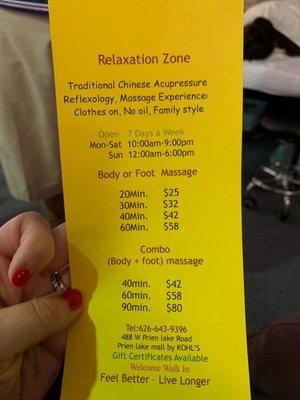 Relaxation Zone
Traditional Chinese Acupressure
Reflexology, Massage Experience
Clothes on, No oil, Family style
Open 7 Days a Week
Mon-Sat 10:00am-9:00pm
Sun 12:00am-6:00pm
Body or Foot Massage
20Min. $25
30Min. $32
40Min. $42
60Min. $58
Combo
(Body + foot) massage
40min. $42
60min. $58
90min. $80
Tel:626-643-9396
488 W Prien lake Road
Prien lake mall by KOHL'S
Gift Certificates Available
Welcome Walk In
Feel Better - Live Longer